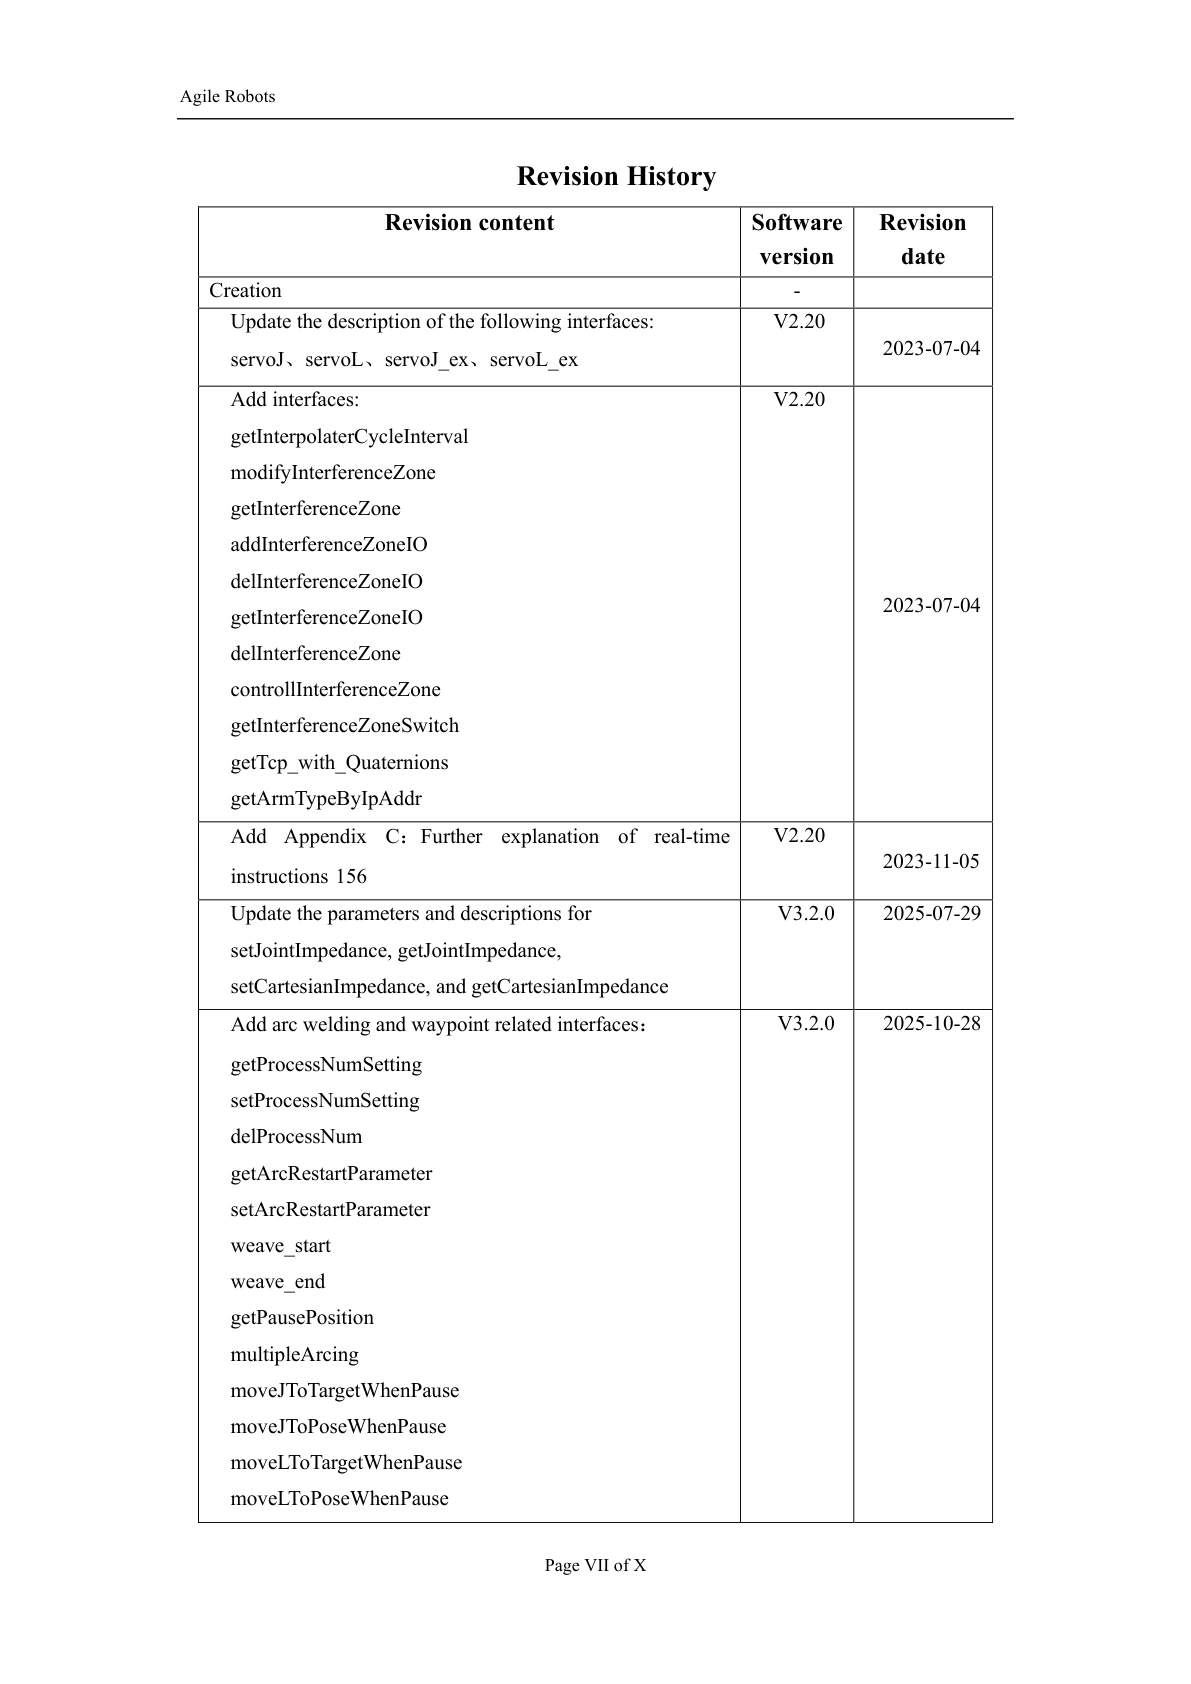 Agile Robots
Revision History
Revision content
Software
version
Revision
date
Creation
-
Update the description of the following interfaces:
servoJ、servoL、servoJ_ex、servoL_ex
V2.20
2023-07-04
Add interfaces:
getInterpolaterCycleInterval
modifyInterferenceZone
getInterferenceZone
addInterferenceZoneIO
delInterferenceZoneIO
getInterferenceZoneIO
delInterferenceZone
controllInterferenceZone
getInterferenceZoneSwitch
getTcp_with_Quaternions
getArmTypeByIpAddr
V2.20
2023-07-04
Add Appendix C：Further explanation of real-time
instructions 156
V2.20
2023-11-05
Update the parameters and descriptions for
setJointImpedance, getJointImpedance,
setCartesianImpedance, and getCartesianImpedance
V3.2.0
2025-07-29
Add arc welding and waypoint related interfaces：
getProcessNumSetting
setProcessNumSetting
delProcessNum
getArcRestartParameter
setArcRestartParameter
weave_start
weave_end
getPausePosition
multipleArcing
moveJToTargetWhenPause
moveJToPoseWhenPause
moveLToTargetWhenPause
moveLToPoseWhenPause
V3.2.0
2025-10-28
Page VII of X